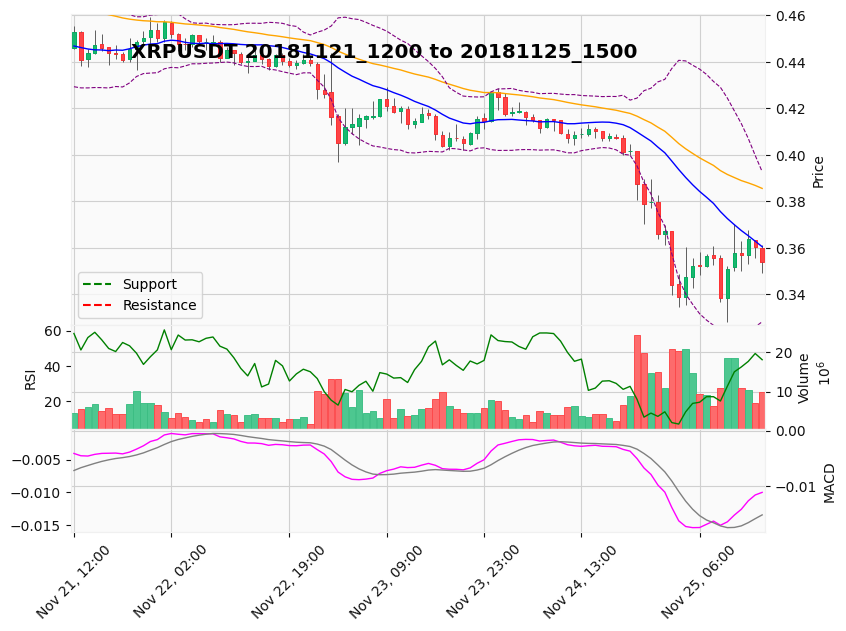 XRPUSDT 20181121_1200 to 20181125_1500
0.46
0.44
0.42
0.40
0.38
0.36
0.34
Price
Support
Resistance
60
40
20
RSI
20
10
0.00
Volume
10^6
−0.005
−0.010
−0.015
−0.01
MACD
Nov 21, 12:00
Nov 22, 02:00
Nov 22, 19:00
Nov 23, 09:00
Nov 23, 23:00
Nov 24, 13:00
Nov 25, 06:00